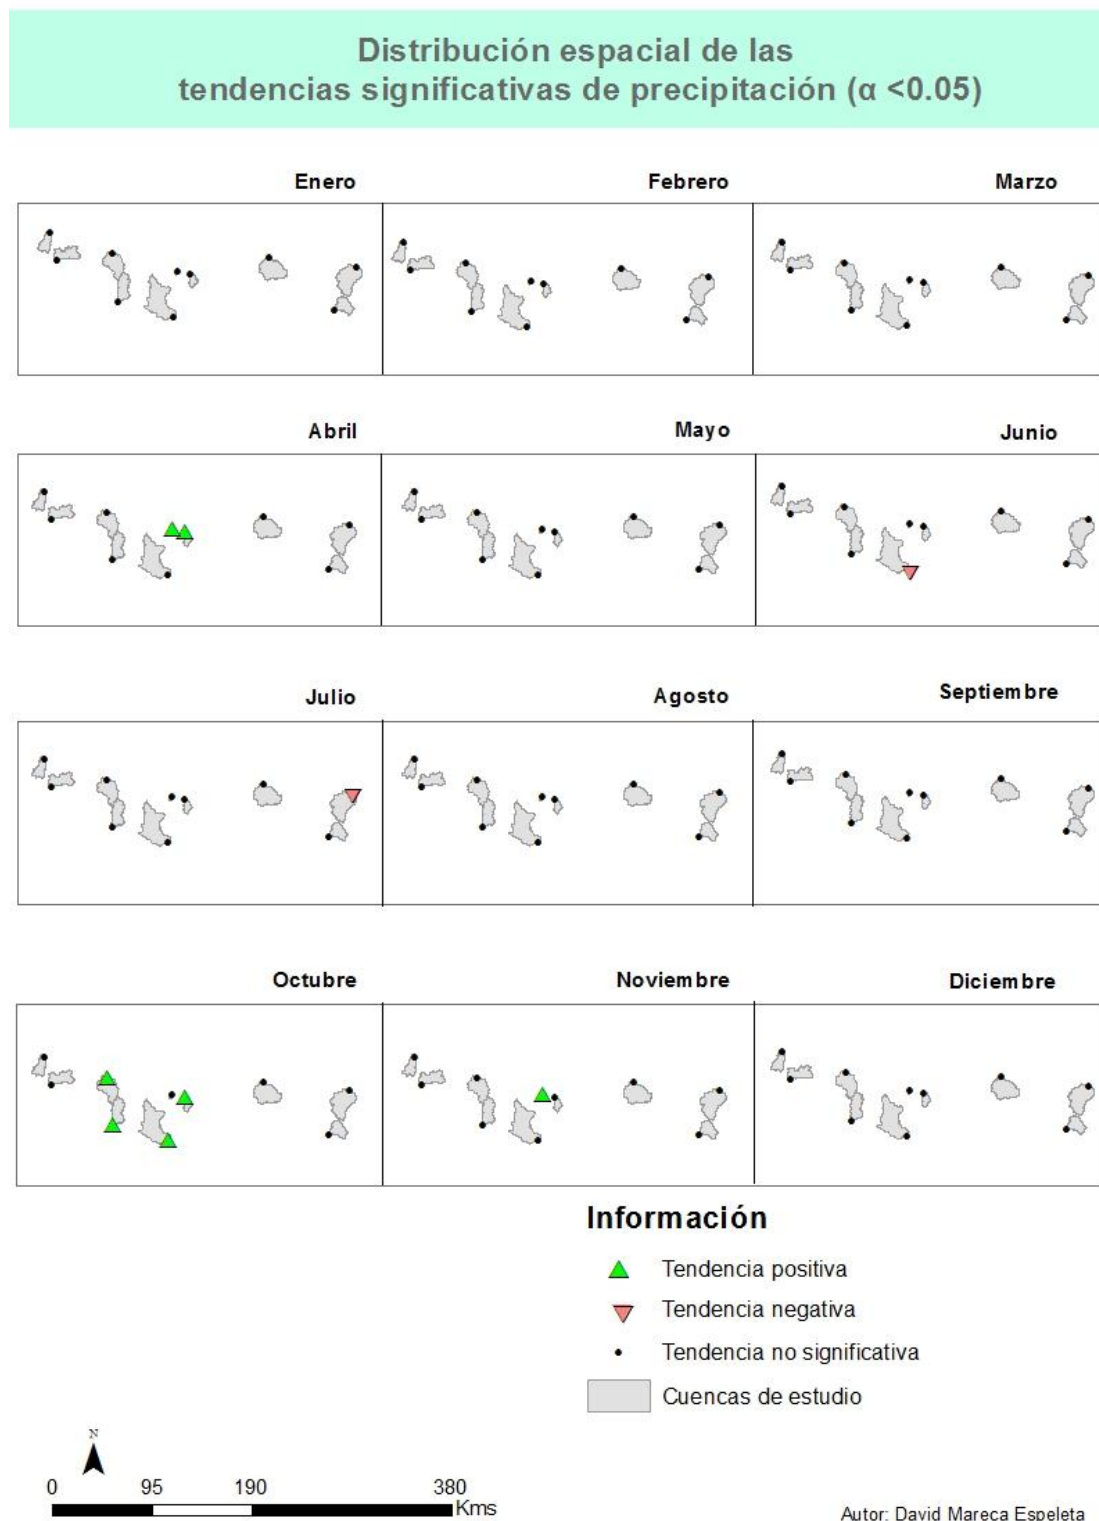 Distribución espacial de las
tendencias significativas de precipitación (α <0.05)
Enero
Febrero
Marzo
Abril
Mayo
Junio
Julio
Agosto
Septiembre
Octubre
Noviembre
Diciembre
Información
Tendencia positiva
Tendencia negativa
Tendencia no significativa
Cuencas de estudio
N
0 95 190 380
Kms
Autor: David Mareca Espeleta